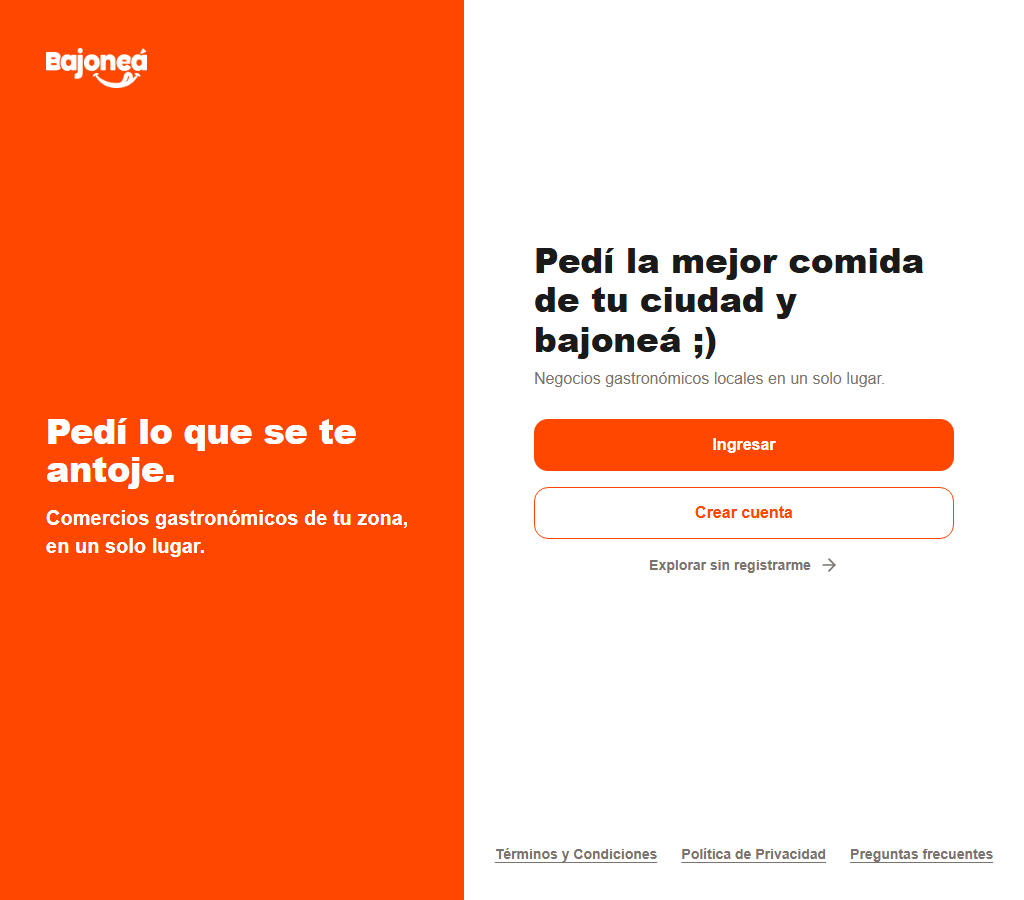 Bajoneá
Pedí lo que se te
antoje.
Comercios gastronómicos de tu zona,
en un solo lugar.
Pedí la mejor comida
de tu ciudad y
bajoneá ;)
Negocios gastronómicos locales en un solo lugar.
Ingresar
Crear cuenta
Explorar sin registrarme
Términos y Condiciones
Política de Privacidad
Preguntas frecuentes